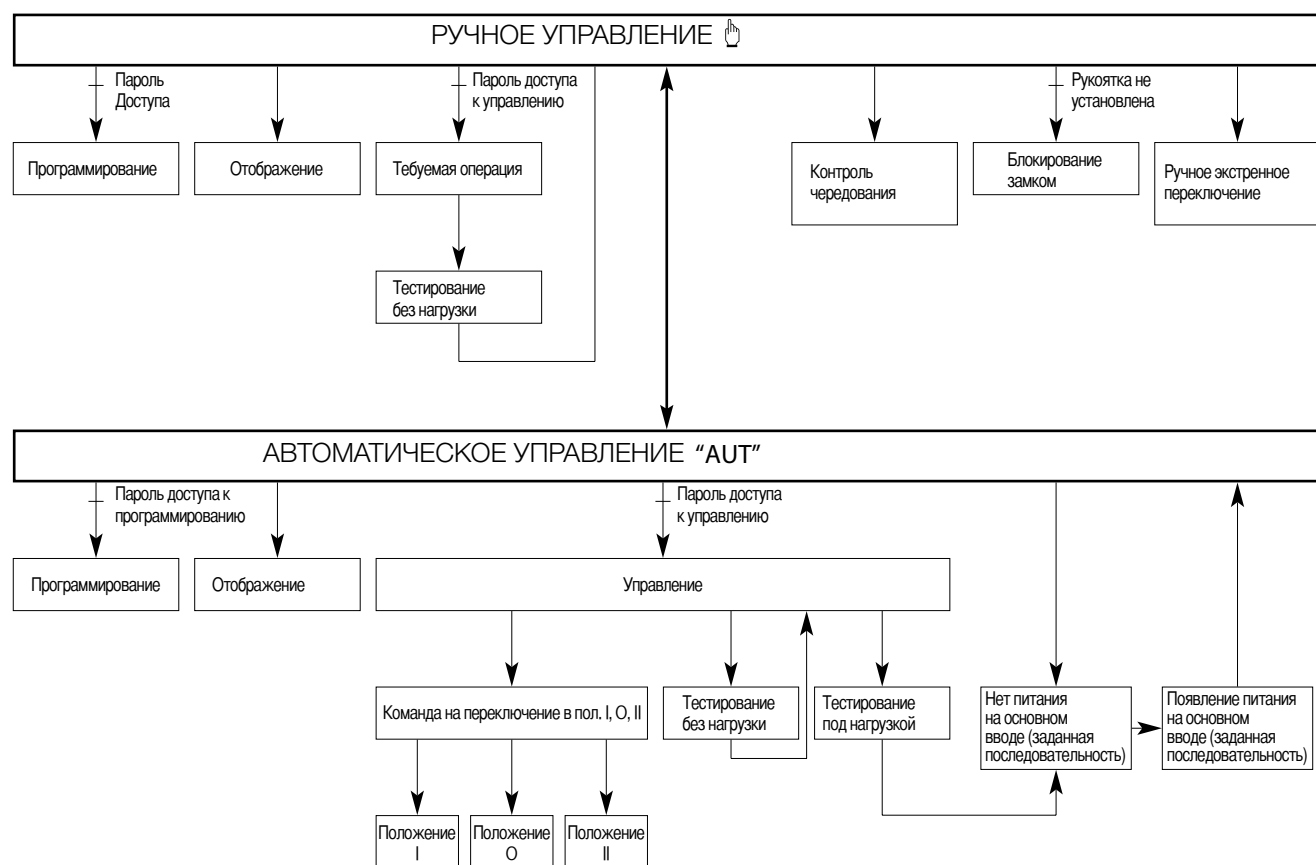 РУЧНОЕ УПРАВЛЕНИЕ
Пароль
Доступа
Пароль доступа
к управлению
Рукоятка не
установлена
Программирование
Отображение
Тебуемая операция
Контроль
чередования
Блокирование
замком
Ручное экстренное
переключение
Тестирование
без нагрузки
АВТОМАТИЧЕСКОЕ УПРАВЛЕНИЕ “AUT”
Пароль доступа к
программированию
Пароль доступа
к управлению
Программирование
Отображение
Управление
Команда на переключение в пол. I, O, II
Тестирование
без нагрузки
Тестирование
под нагрузкой
Нет питания
на основном
вводе (заданная
последовательность)
Появление питания
на основном
вводе (заданная
последовательность)
Положение
I
Положение
O
Положение
II